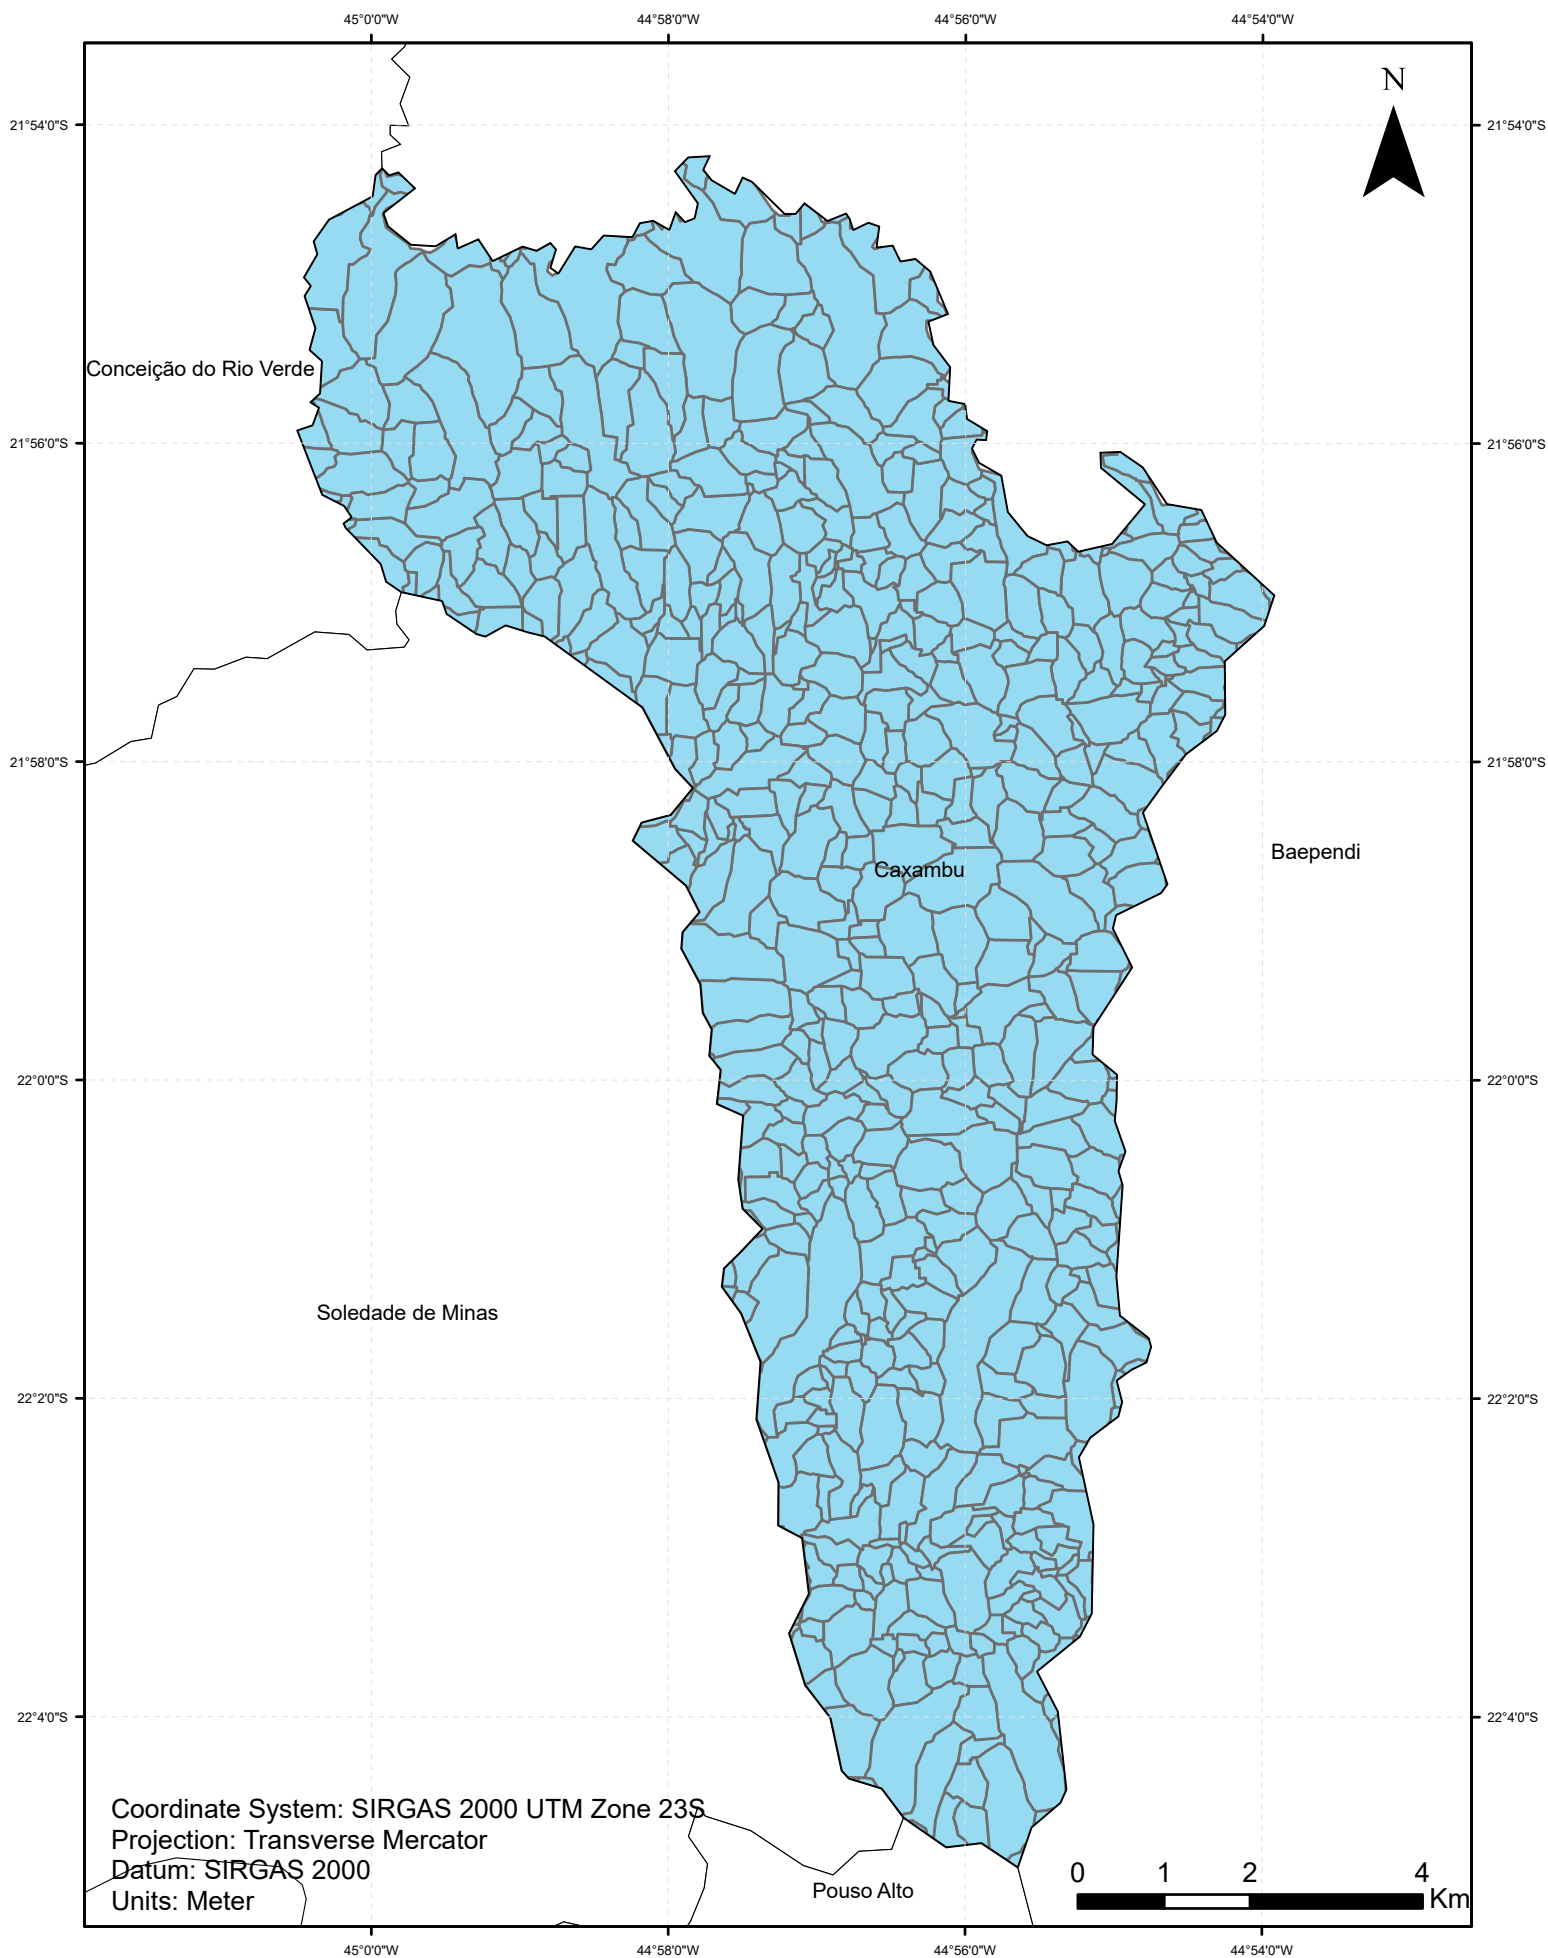 45°0'0"W 44°58'0"W 44°56'0"W 44°54'0"W
N
21°54'0"S 21°54'0"S
Conceição do Rio Verde
21°56'0"S 21°56'0"S
21°58'0"S 21°58'0"S
Baependi
Caxambu
22°0'0"S 22°0'0"S
Soledade de Minas
22°2'0"S 22°2'0"S
22°4'0"S 22°4'0"S
Coordinate System: SIRGAS 2000 UTM Zone 23S
Projection: Transverse Mercator
Datum: SIRGAS 2000
Units: Meter
Pouso Alto
0 1 2 4
Km
45°0'0"W 44°58'0"W 44°56'0"W 44°54'0"W